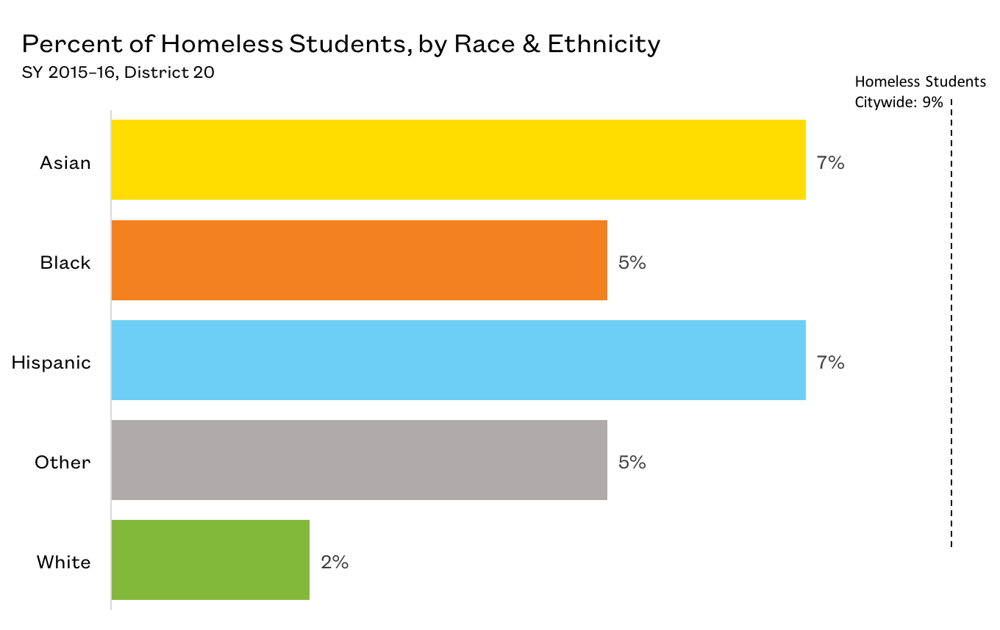 Percent of Homeless Students, by Race & Ethnicity
SY 2015–16, District 20
Homeless Students
Citywide: 9%
Asian 7%
Black 5%
Hispanic 7%
Other 5%
White 2%